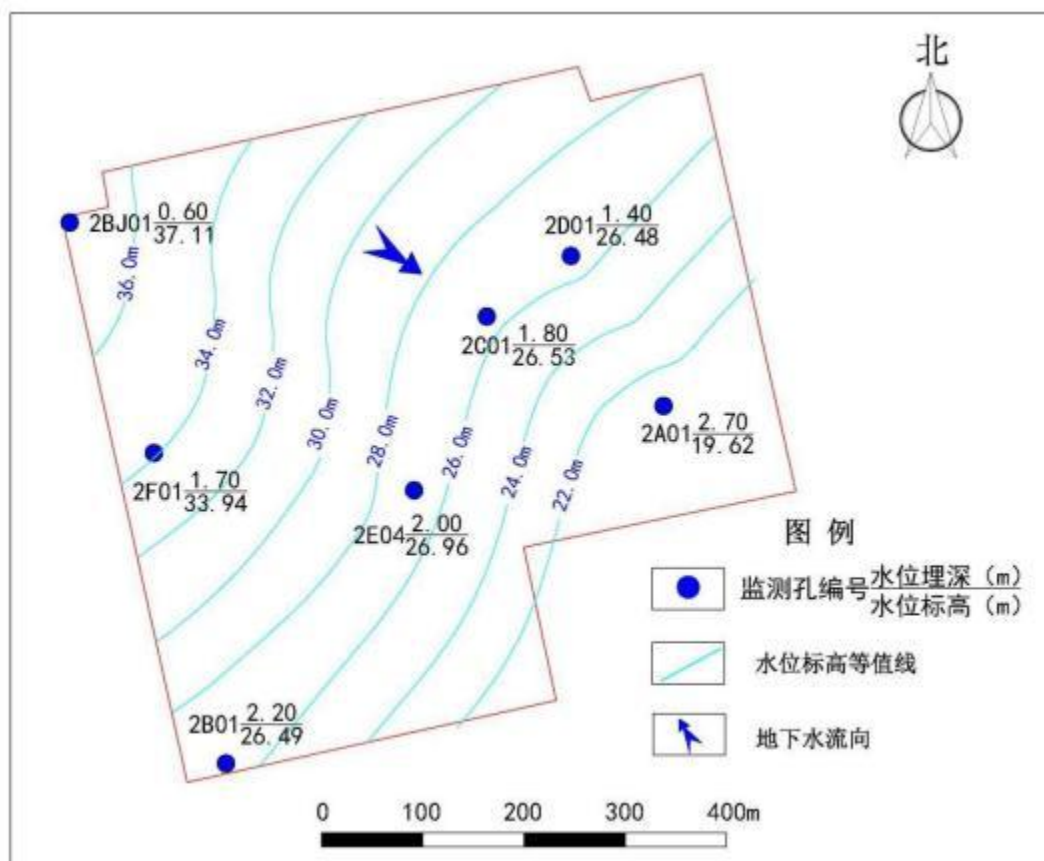 北
2BJ01 0.60
37.11
2D01 1.40
26.48
36.0m
34.0m
32.0m
30.0m
28.0m
26.0m
24.0m
22.0m
2C01 1.80
26.53
2A01 2.70
19.62
2F01 1.70
33.94
2E04 2.00
26.96
2B01 2.20
26.49
图例
监测孔编号 水位埋深（m）
水位标高（m）
水位标高等值线
地下水流向
0 100 200 300 400m